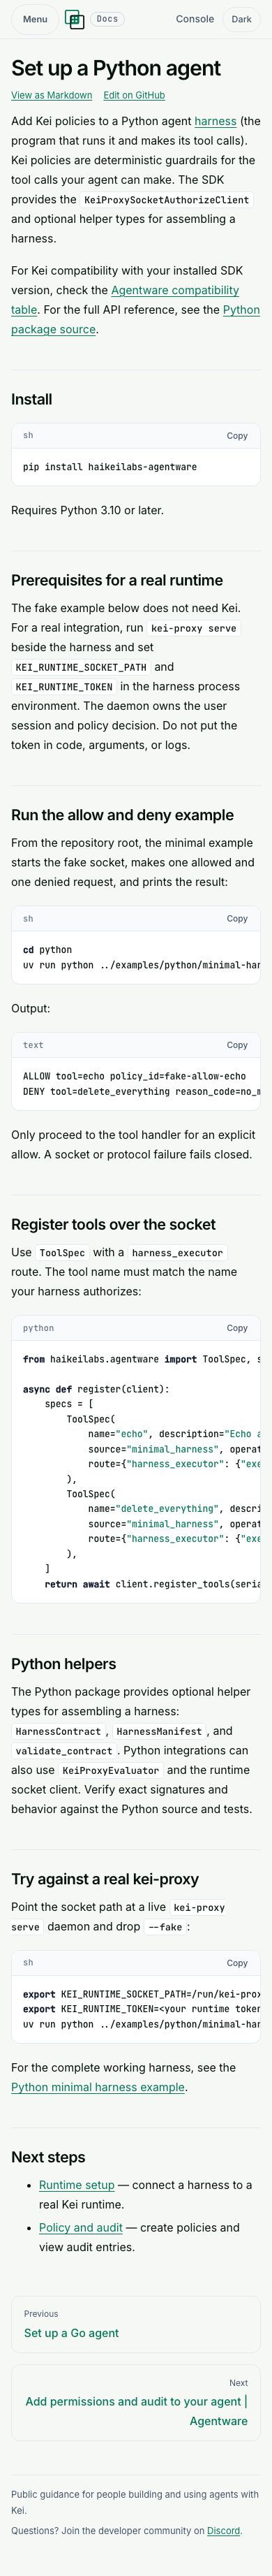 Menu
Docs
Console
Dark
Set up a Python agent
View as Markdown Edit on GitHub
Add Kei policies to a Python agent harness (the
program that runs it and makes its tool calls).
Kei policies are deterministic guardrails for the
tool calls your agent can make. The SDK
provides the KeiProxySocketAuthorizeClient
and optional helper types for assembling a
harness.
For Kei compatibility with your installed SDK
version, check the Agentware compatibility
table. For the full API reference, see the Python
package source.
Install
sh Copy
pip install haikeilabs-agentware
Requires Python 3.10 or later.
Prerequisites for a real runtime
The fake example below does not need Kei.
For a real integration, run kei-proxy serve
beside the harness and set
KEI_RUNTIME_SOCKET_PATH and
KEI_RUNTIME_TOKEN in the harness process
environment. The daemon owns the user
session and policy decision. Do not put the
token in code, arguments, or logs.
Run the allow and deny example
From the repository root, the minimal example
starts the fake socket, makes one allowed and
one denied request, and prints the result:
sh Copy
cd python
uv run python ../examples/python/minimal-har
Output:
text Copy
ALLOW tool=echo policy_id=fake-allow-echo
DENY tool=delete_everything reason_code=no_m
Only proceed to the tool handler for an explicit
allow. A socket or protocol failure fails closed.
Register tools over the socket
Use ToolSpec with a harness_executor
route. The tool name must match the name
your harness authorizes:
python Copy
from haikeilabs.agentware import ToolSpec, s
async def register(client):
specs = [
ToolSpec(
name="echo", description="Echo a
source="minimal_harness", operat
route={"harness_executor": {"exe
),
ToolSpec(
name="delete_everything", descri
source="minimal_harness", operat
route={"harness_executor": {"exe
),
]
return await client.register_tools(seria
Python helpers
The Python package provides optional helper
types for assembling a harness:
HarnessContract, HarnessManifest, and
validate_contract. Python integrations can
also use KeiProxyEvaluator and the runtime
socket client. Verify exact signatures and
behavior against the Python source and tests.
Try against a real kei-proxy
Point the socket path at a live kei-proxy
serve daemon and drop --fake:
sh Copy
export KEI_RUNTIME_SOCKET_PATH=/run/kei-prox
export KEI_RUNTIME_TOKEN=<your runtime token
uv run python ../examples/python/minimal-har
For the complete working harness, see the
Python minimal harness example.
Next steps
• Runtime setup — connect a harness to a
real Kei runtime.
• Policy and audit — create policies and
view audit entries.
Previous
Set up a Go agent
Next
Add permissions and audit to your agent |
Agentware
Public guidance for people building and using agents with
Kei.
Questions? Join the developer community on Discord.